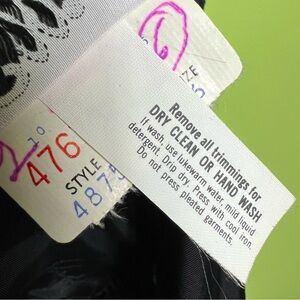 Remove all trimmings for
DRY CLEAN OR HAND WASH
If wash, use lukewarm water, mild liquid
detergent. Drip dry. Press with cool iron.
Do not press pleated garments.
476
STYLE
487